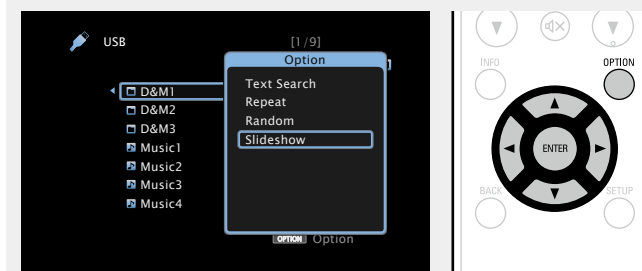 USB
[1/9]
Option
Text Search
Repeat
Random
Slideshow
D&M1
D&M2
D&M3
Music1
Music2
Music3
Music4
OPTION Option
INFO
OPTION
ENTER
BACK
SETUP